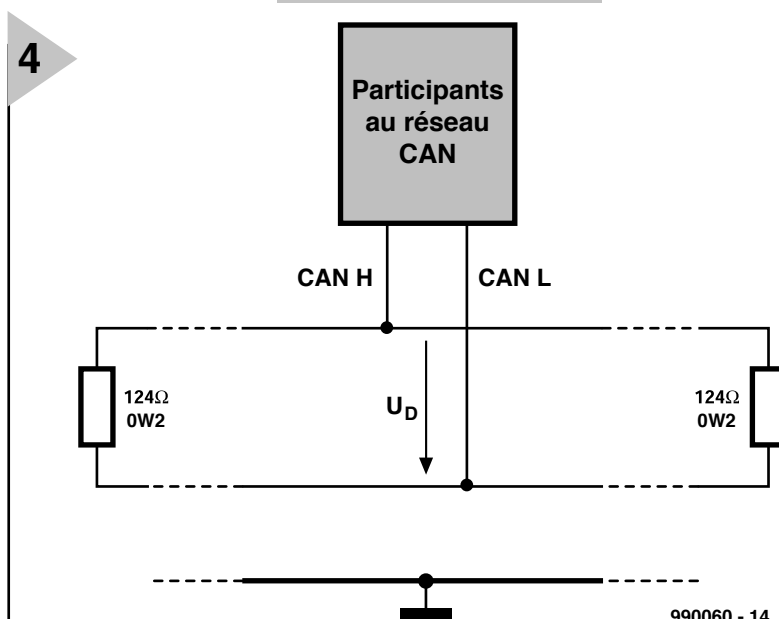 4
Participants
au réseau
CAN
CAN H
CAN L
124Ω
0W2
U_D
124Ω
0W2
990060 - 14